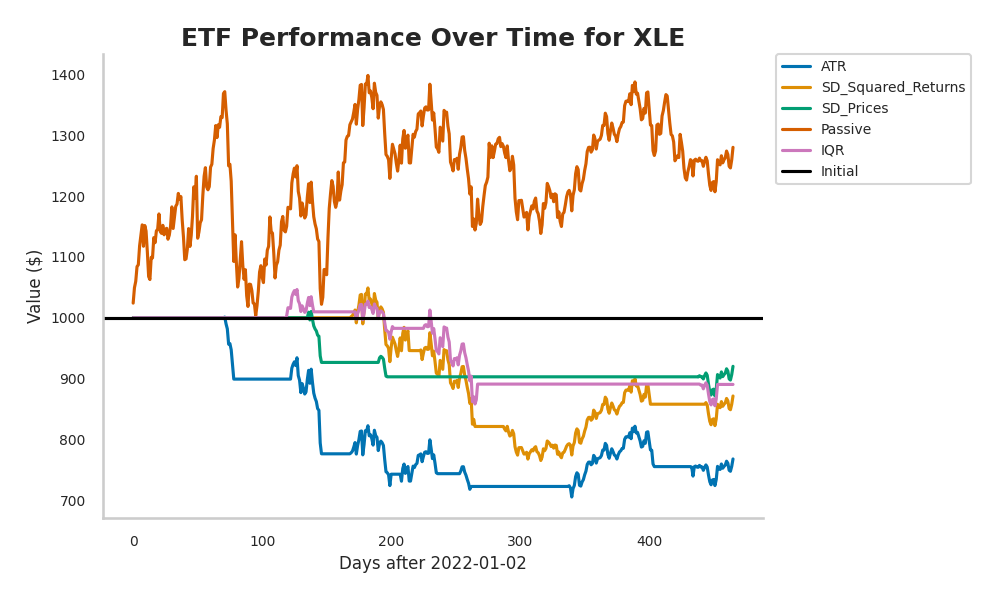 ETF Performance Over Time for XLE
1400
1300
1200
1100
1000
900
800
700
Value ($)
0
100
200
300
400
Days after 2022-01-02
ATR
SD_Squared_Returns
SD_Prices
Passive
IQR
Initial